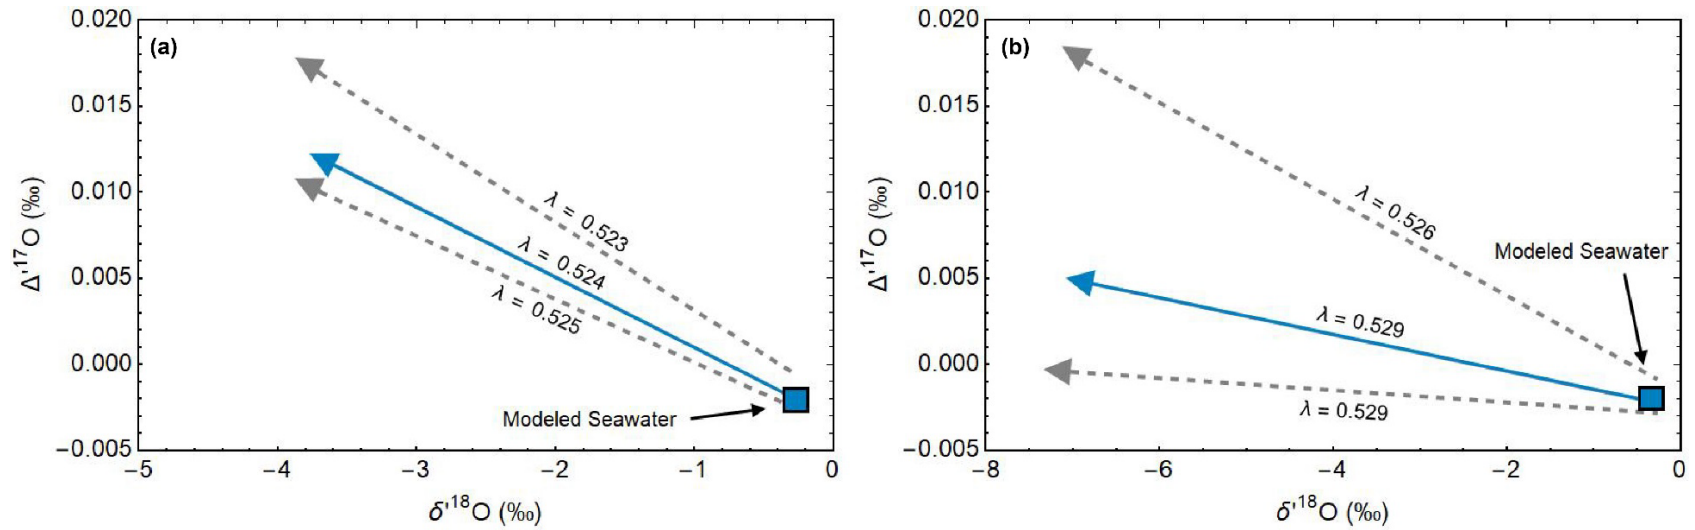 (a)
0.020
0.015
0.010
0.005
0.000
−0.005
Δ′¹⁷O (‰)
λ = 0.523
λ = 0.524
λ = 0.525
Modeled Seawater
−5 −4 −3 −2 −1 0
δ′¹⁸O (‰)
(b)
0.020
0.015
0.010
0.005
0.000
−0.005
Δ′¹⁷O (‰)
λ = 0.526
Modeled Seawater
λ = 0.529
λ = 0.529
−8 −6 −4 −2 0
δ′¹⁸O (‰)